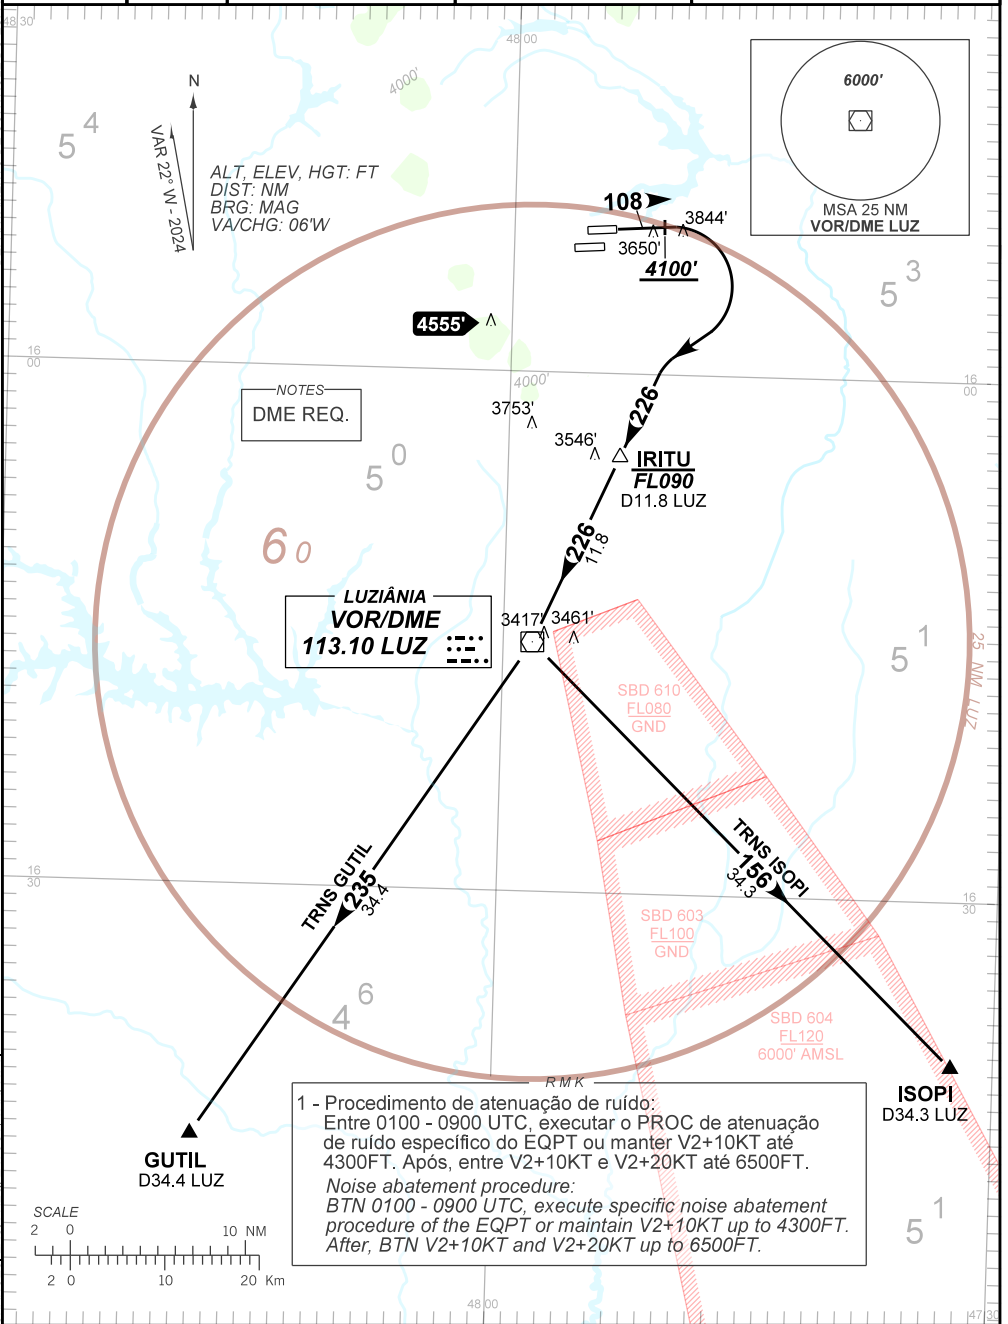 48 30
48 00
6000'
MSA 25 NM
VOR/DME LUZ
N
VAR 22° W - 2024
ALT, ELEV, HGT: FT
DIST: NM
BRG: MAG
VA/CHG: 06'W
4000'
5 4
108
3844'
3650'
4100'
5 3
4555'
16 00
16 00
4000'
NOTES
DME REQ.
3753'
226
3546'
IRITU
FL090
D11.8 LUZ
5 0
6 0
226
11.8
LUZIÂNIA
VOR/DME
113.10 LUZ
3417'
3461'
5 1
25 NM LUZ
SBD 610
FL080
GND
TRNS GUTIL
235
34.4
TRNS ISOPI
156
34.3
16 30
16 30
SBD 603
FL100
GND
4 6
SBD 604
FL120
6000' AMSL
ISOPI
D34.3 LUZ
GUTIL
D34.4 LUZ
RMK
1 - Procedimento de atenuação de ruído:
Entre 0100 - 0900 UTC, executar o PROC de atenuação
de ruído específico do EQPT ou manter V2+10KT até
4300FT. Após, entre V2+10KT e V2+20KT até 6500FT.
Noise abatement procedure:
BTN 0100 - 0900 UTC, execute specific noise abatement
procedure of the EQPT or maintain V2+10KT up to 4300FT.
After, BTN V2+10KT and V2+20KT up to 6500FT.
5 1
SCALE
2 0 10 NM
2 0 10 20 Km
48 00
47 30